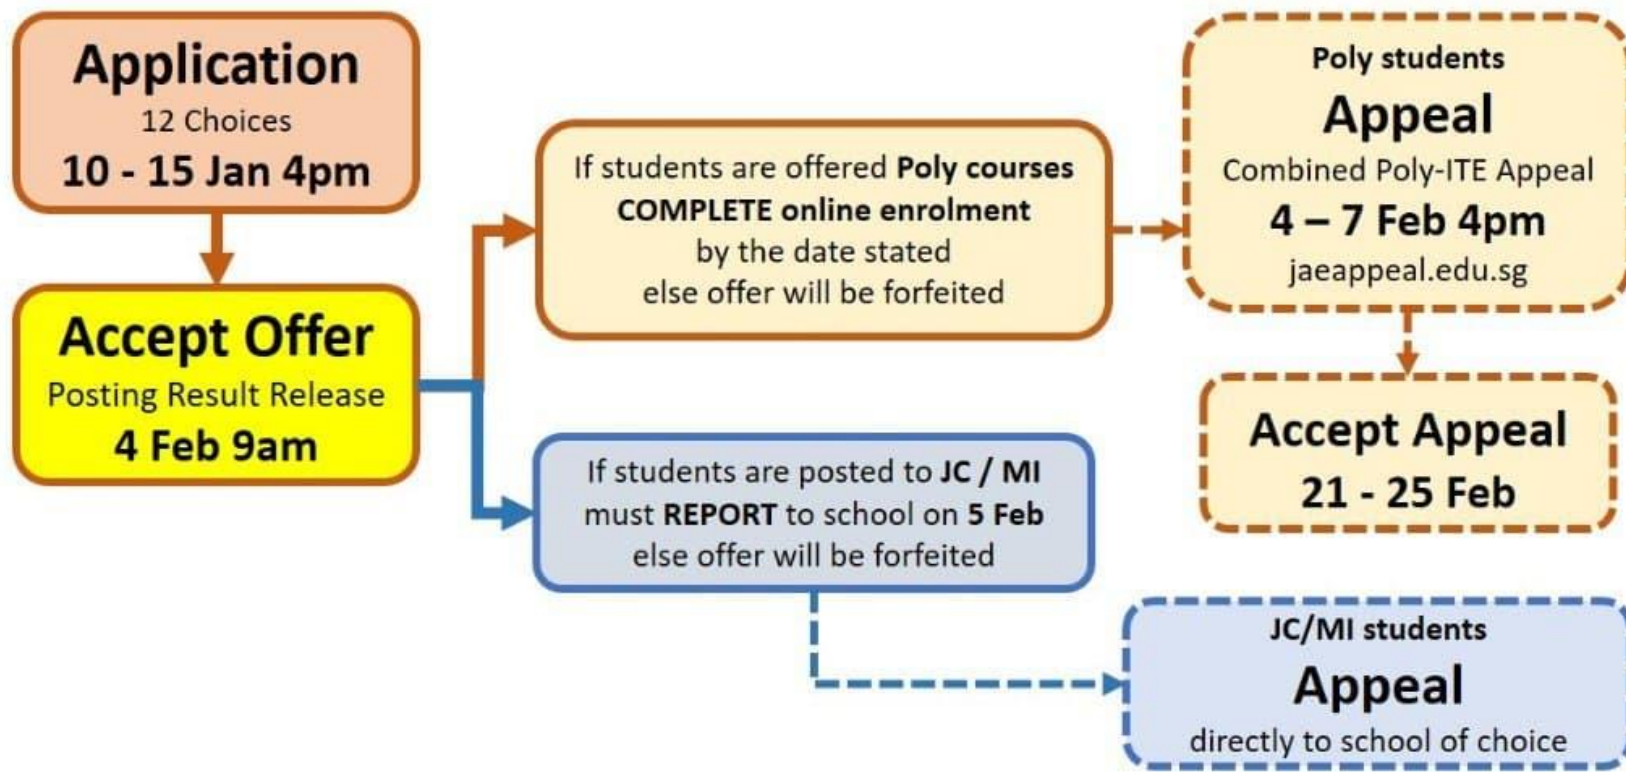 Application
12 Choices
10 - 15 Jan 4pm
Accept Offer
Posting Result Release
4 Feb 9am
If students are offered Poly courses
COMPLETE online enrolment
by the date stated
else offer will be forfeited
If students are posted to JC / MI
must REPORT to school on 5 Feb
else offer will be forfeited
Poly students
Appeal
Combined Poly-ITE Appeal
4 – 7 Feb 4pm
jaeappeal.edu.sg
Accept Appeal
21 - 25 Feb
JC/MI students
Appeal
directly to school of choice